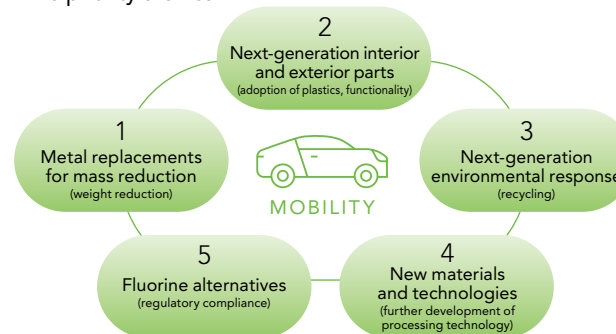 2
Next-generation interior
and exterior parts
(adoption of plastics, functionality)
1
Metal replacements
for mass reduction
(weight reduction)
3
Next-generation
environmental response
(recycling)
MOBILITY
5
Fluorine alternatives
(regulatory compliance)
4
New materials
and technologies
(further development of
processing technology)